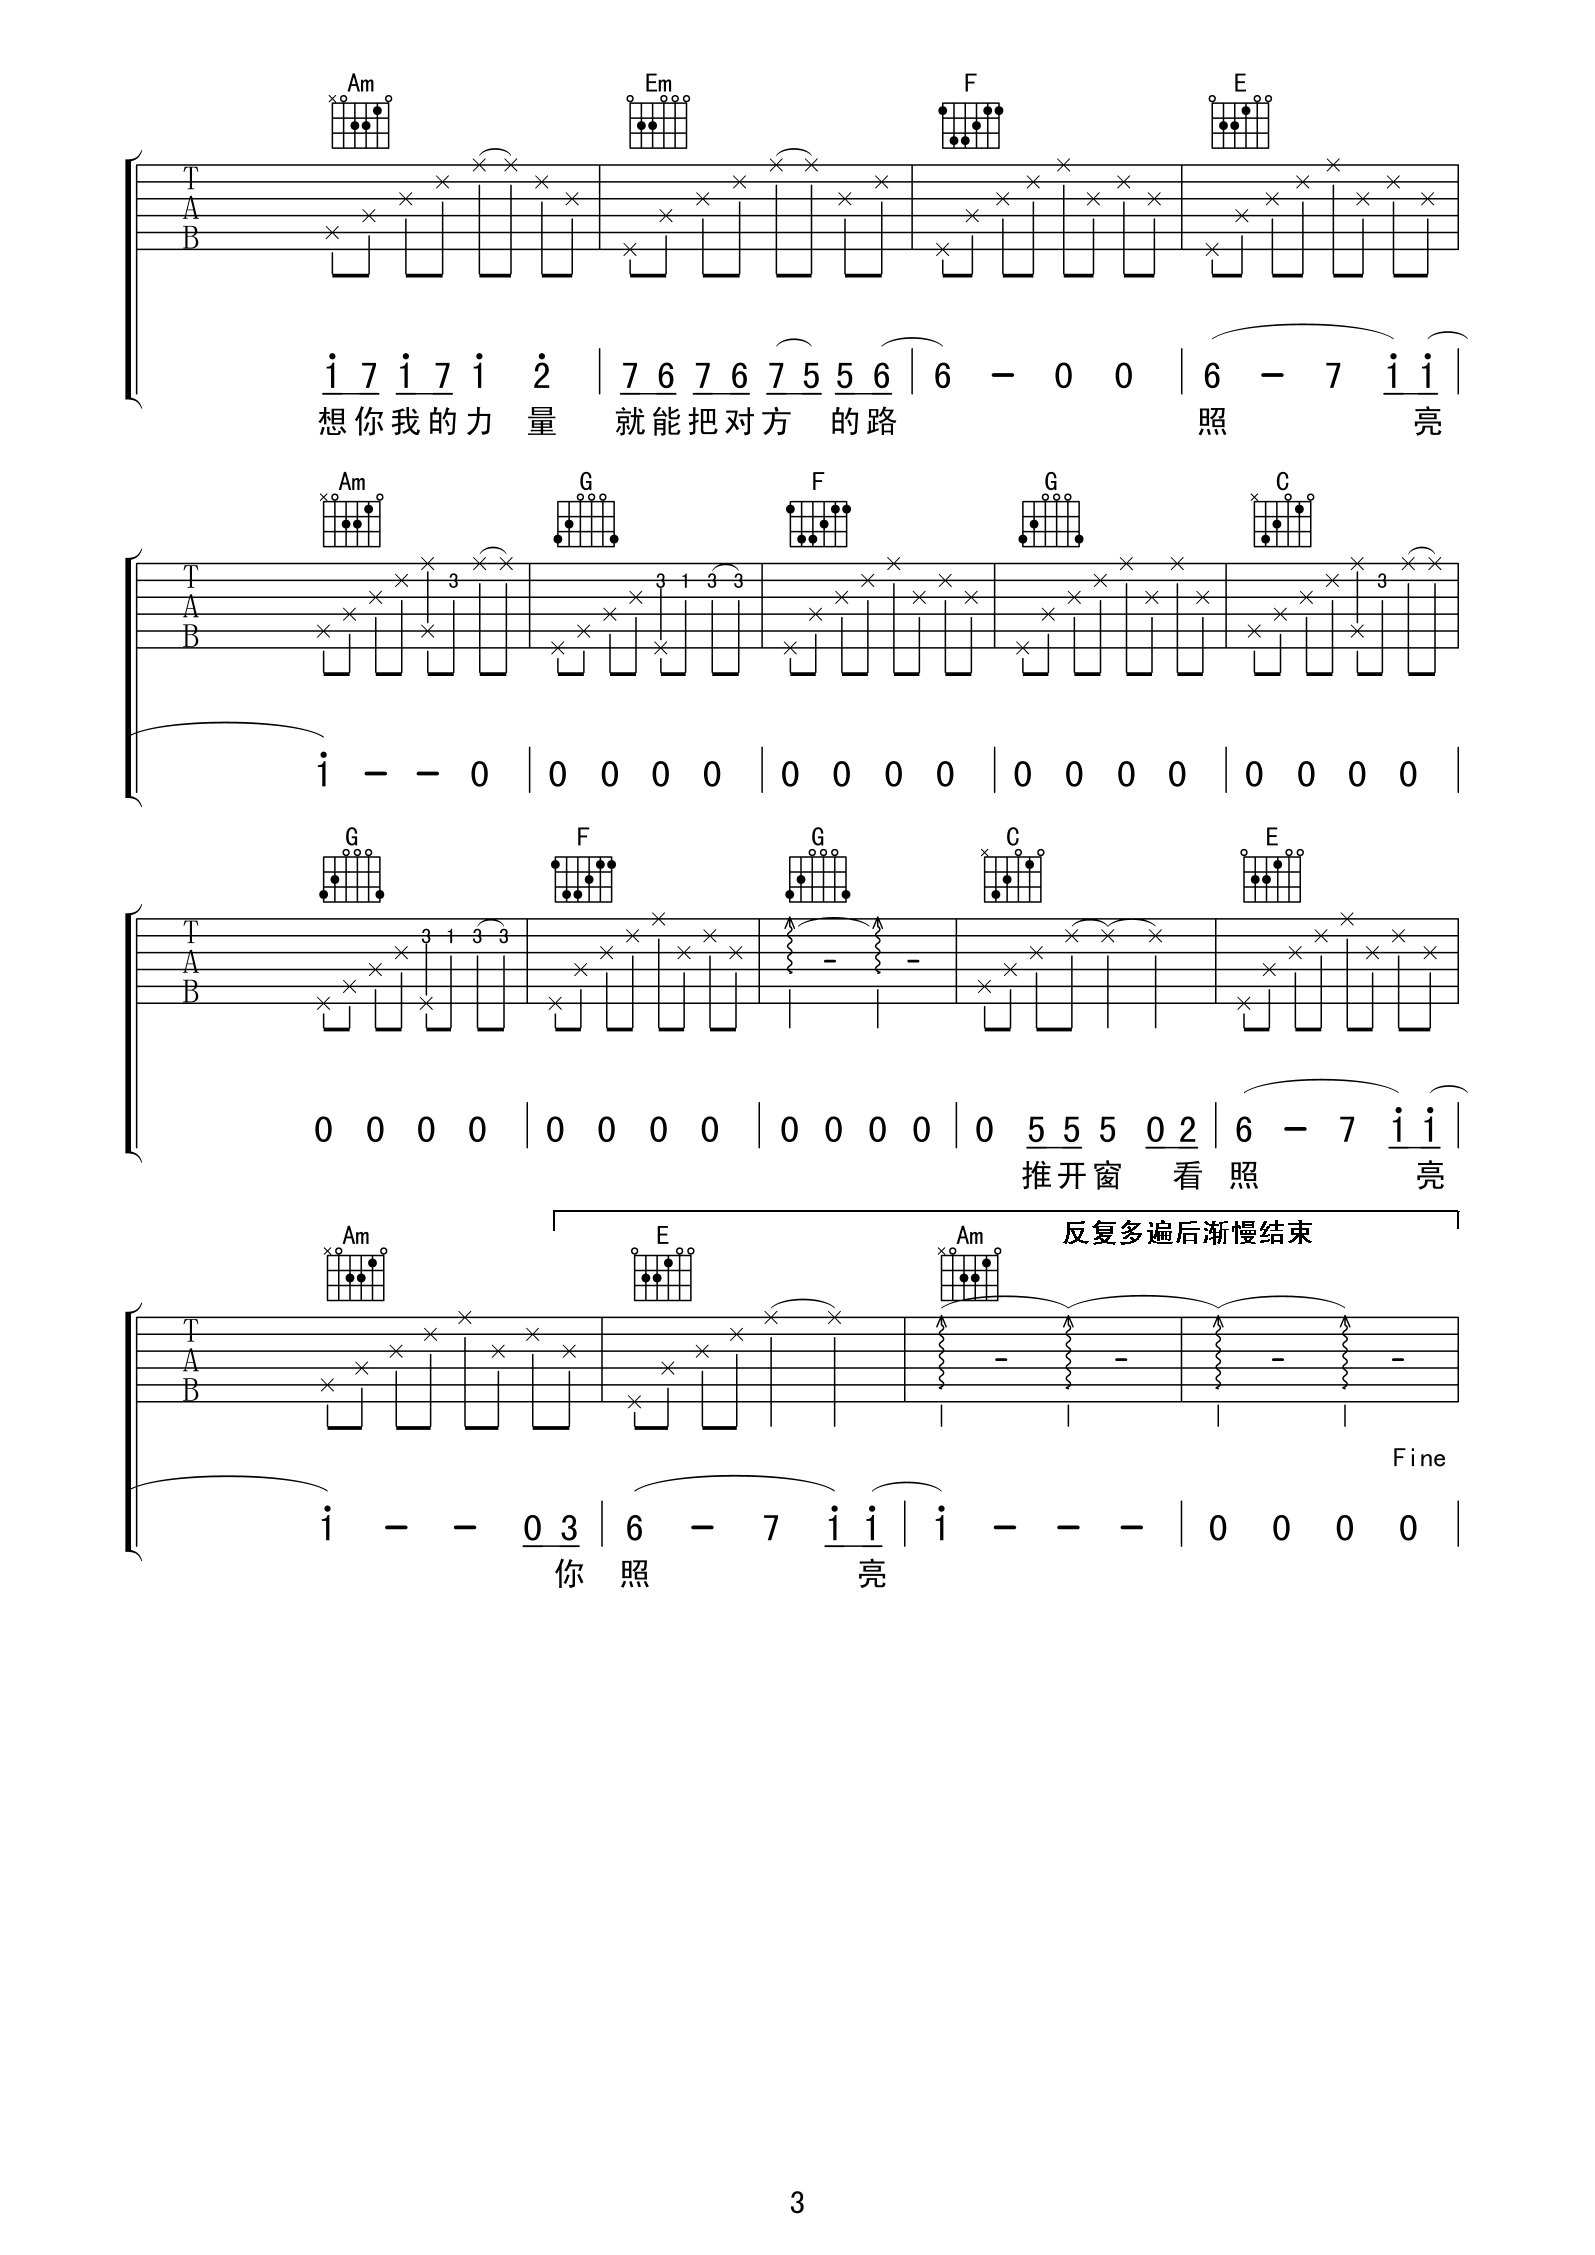 Am Em F E
T
A
B
i 7 i 7 i 2̇ | 7 6 7 6 7 5 5 6 | 6 - 0 0 | 6 - 7 i i |
想你我的力 量 就能把对方 的路 照 亮
Am G F G C
T 3 3 1 3 3 3
A
B
i - - 0 | 0 0 0 0 | 0 0 0 0 | 0 0 0 0 | 0 0 0 0 |
G F G C E
T 3 1 3 3
A
B
0 0 0 0 | 0 0 0 0 | 0 0 0 0 | 0 5 5 5 0 2 | 6 - 7 i i |
推开窗 看 照 亮
反复多遍后渐慢结束
Am E Am
T
A
B
Fine
i - - 0 3 | 6 - 7 i i | i - - - | 0 0 0 0 |
你 照 亮
3